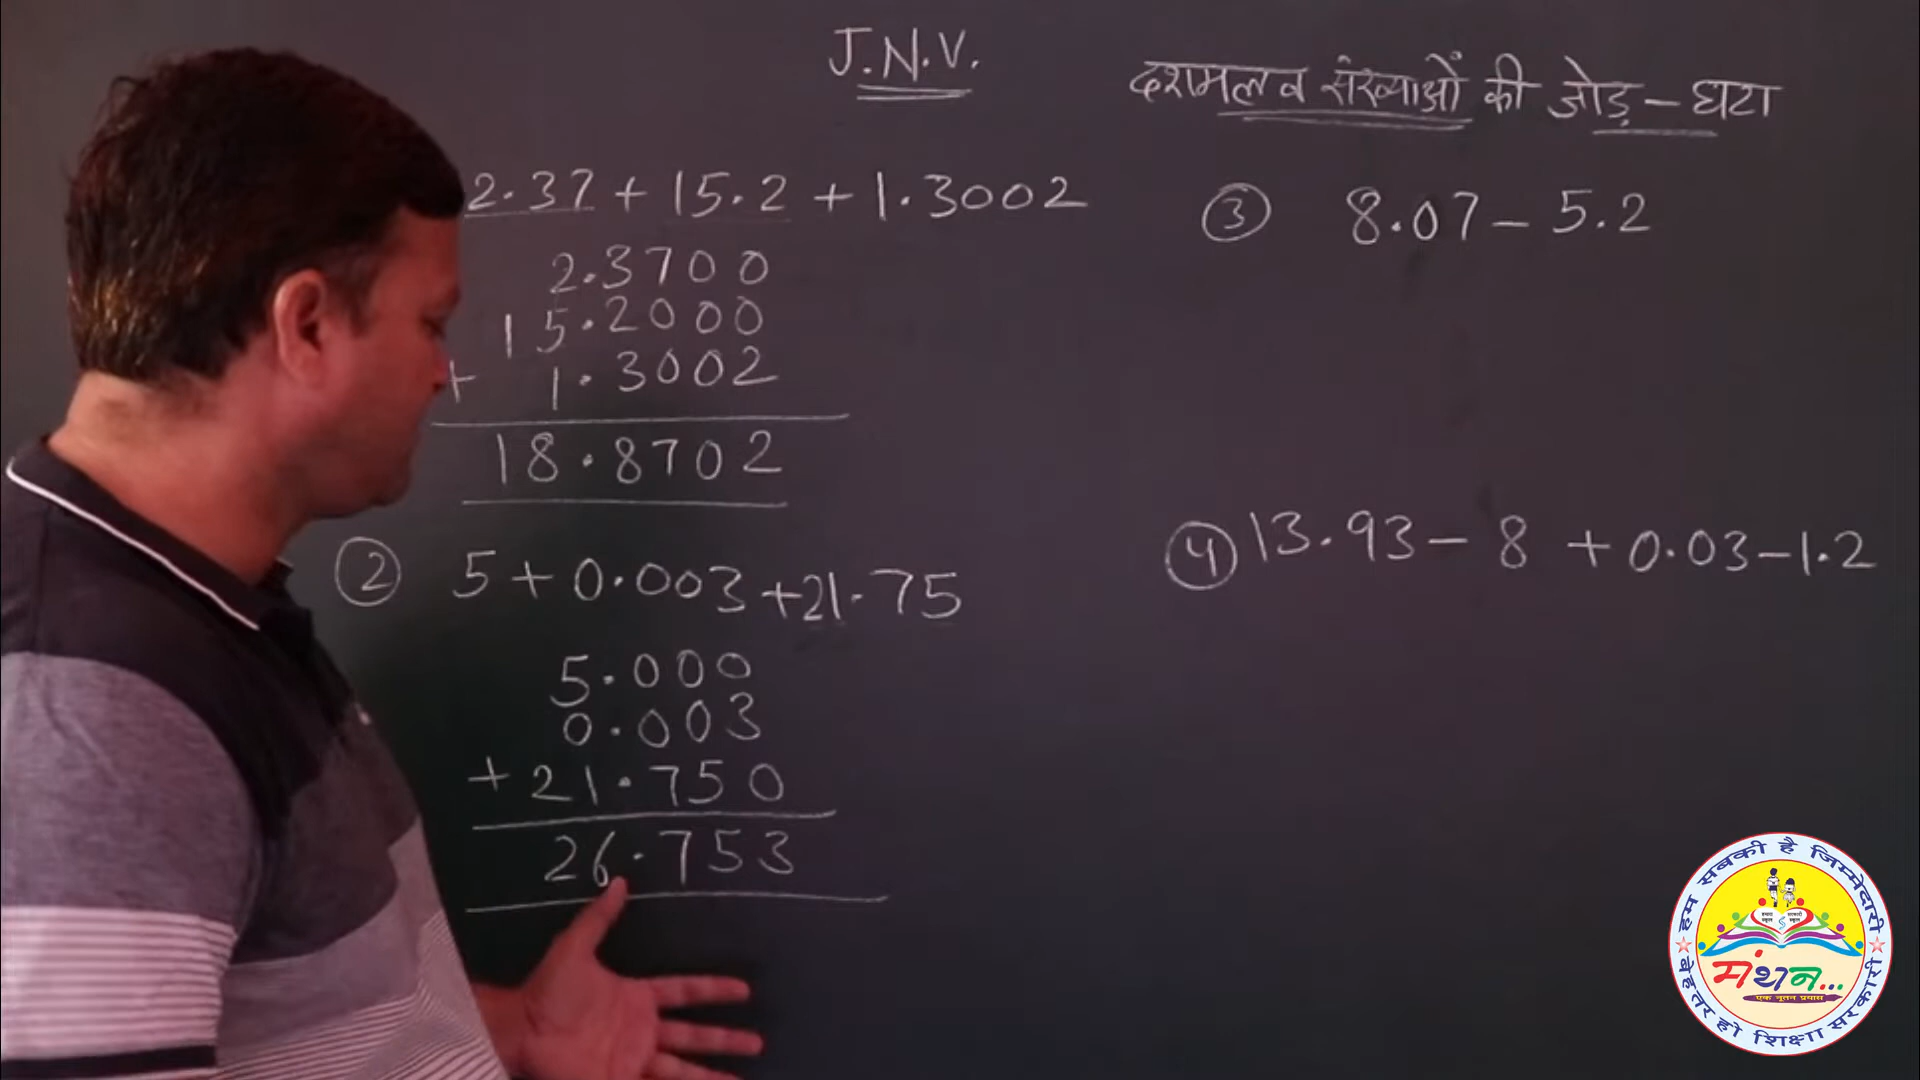 J.N.V.
दशमलव संख्याओं की जोड़ - घटा
2.37 + 15.2 + 1.3002
2.3700
15.2000
+ 1.3002
18.8702
② 5 + 0.003 + 21.75
5.000
0.003
+ 21.750
26.753
③ 8.07 - 5.2
④ 13.93 - 8 + 0.03 - 1.2
हम सबकी है जिम्मेदारी
मंथन...
एक नूतन प्रयास
बेहतर हो शिक्षा सरकारी